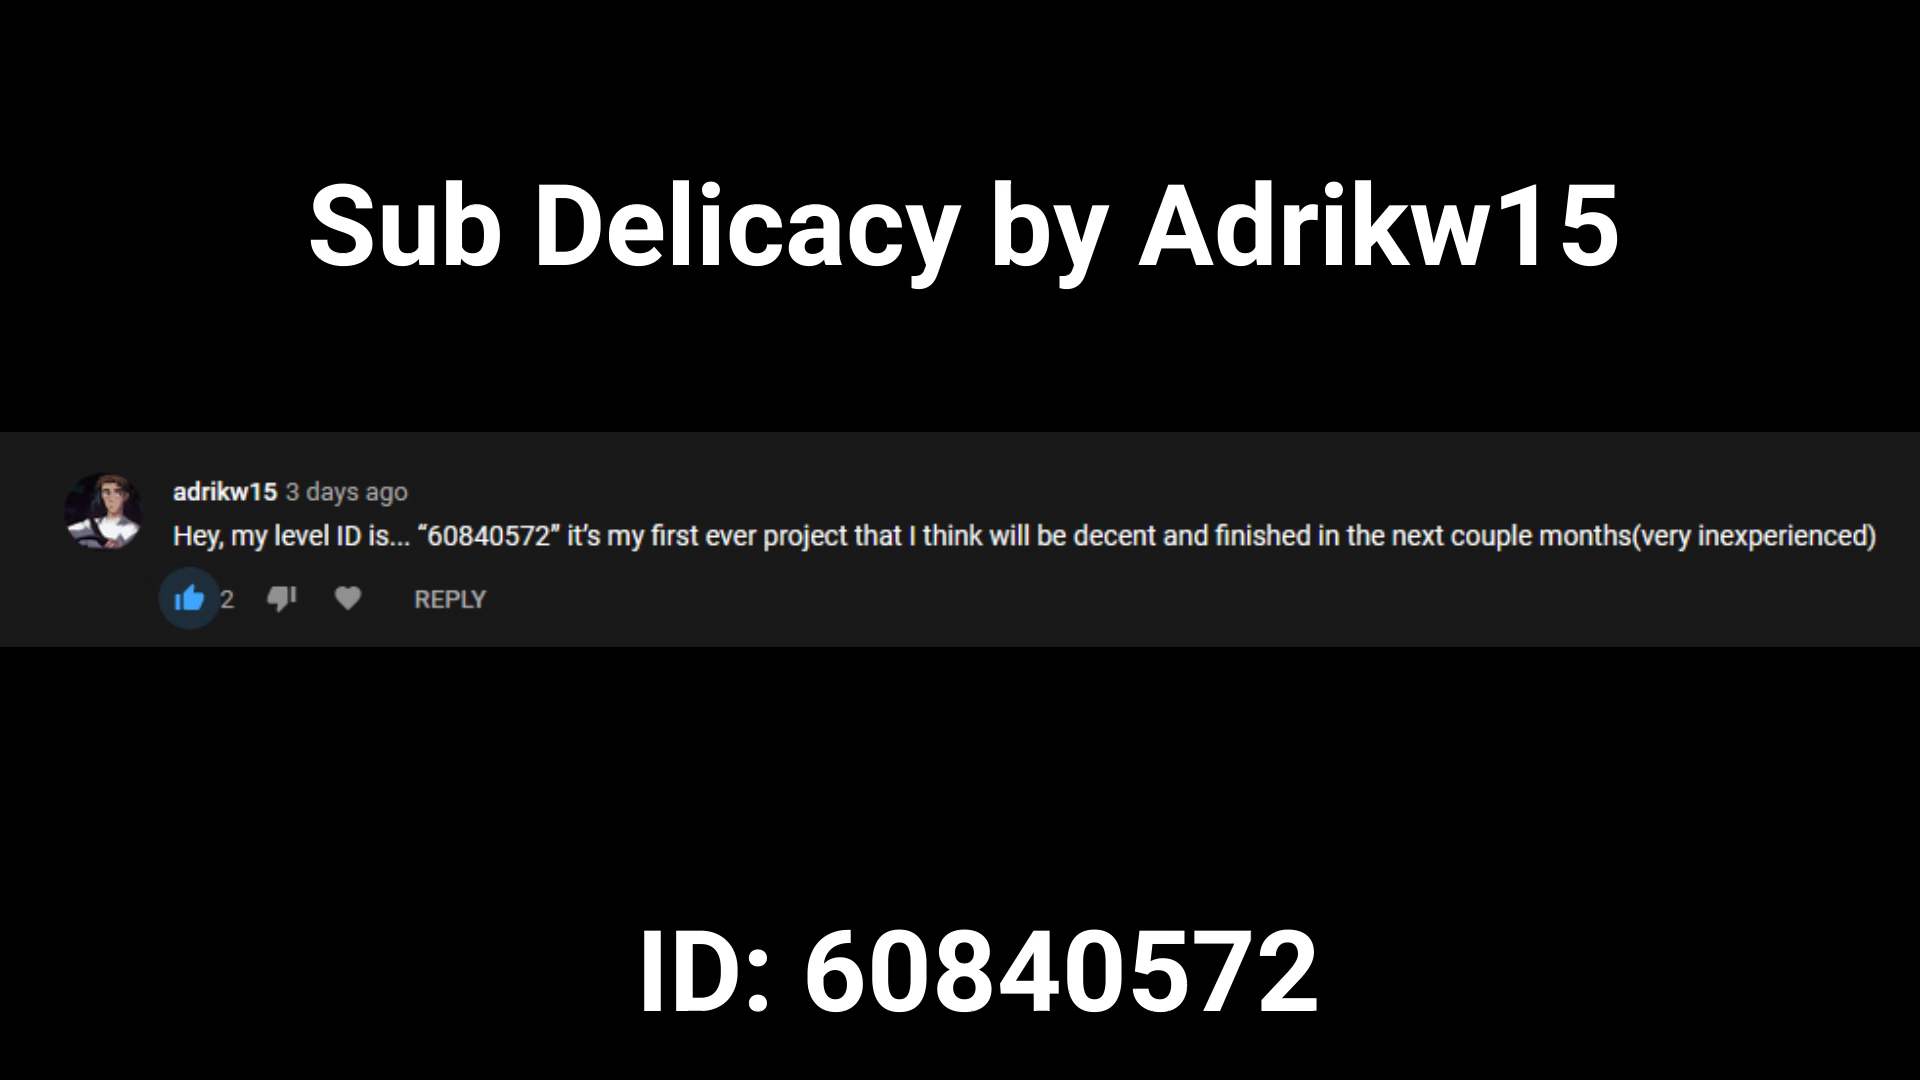 Sub Delicacy by Adrikw15
adrikw15 3 days ago
Hey, my level ID is... “60840572” it’s my first ever project that I think will be decent and finished in the next couple months(very inexperienced)
2 REPLY
ID: 60840572